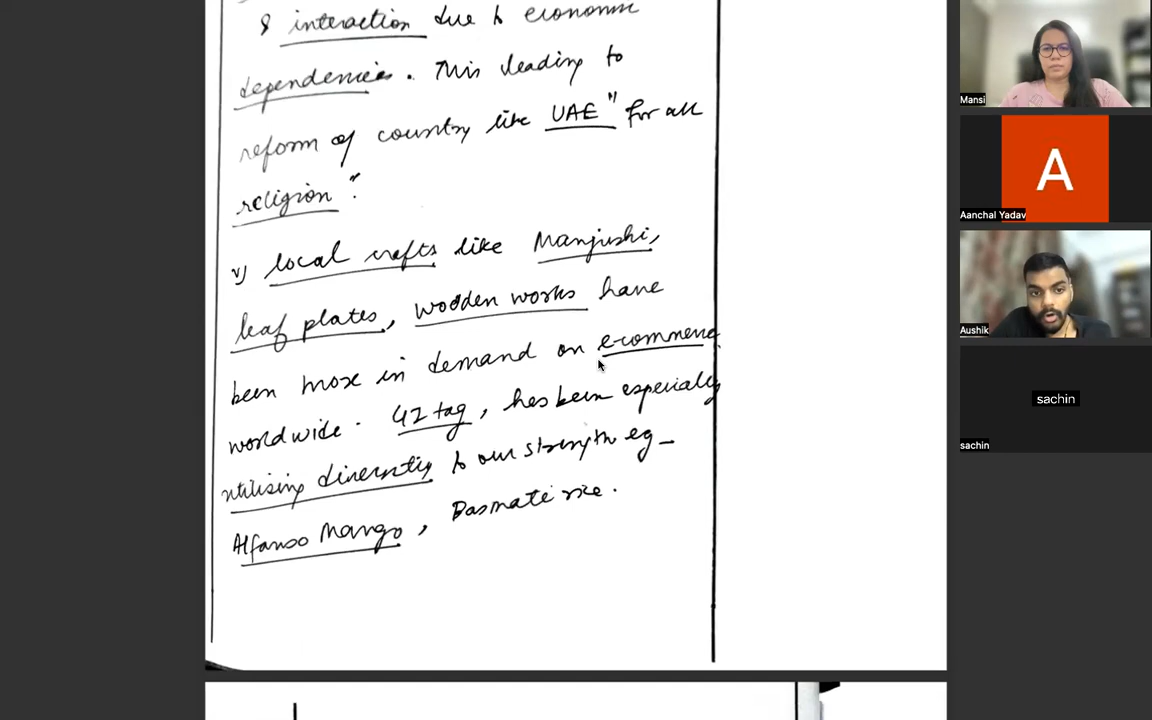 & interaction due to economic
dependencies. This leading to
reform of country like UAE "for all
religion".
v) local crafts like Manjushi,
leaf plates, wooden works have
been more in demand on e-commerce
worldwide. GI tag, has been especially
utilising diversity to our strength eg-
Alfanso Mango, Basmati rice.
Mansi
A
Aanchal Yadav
Aushik
sachin
sachin